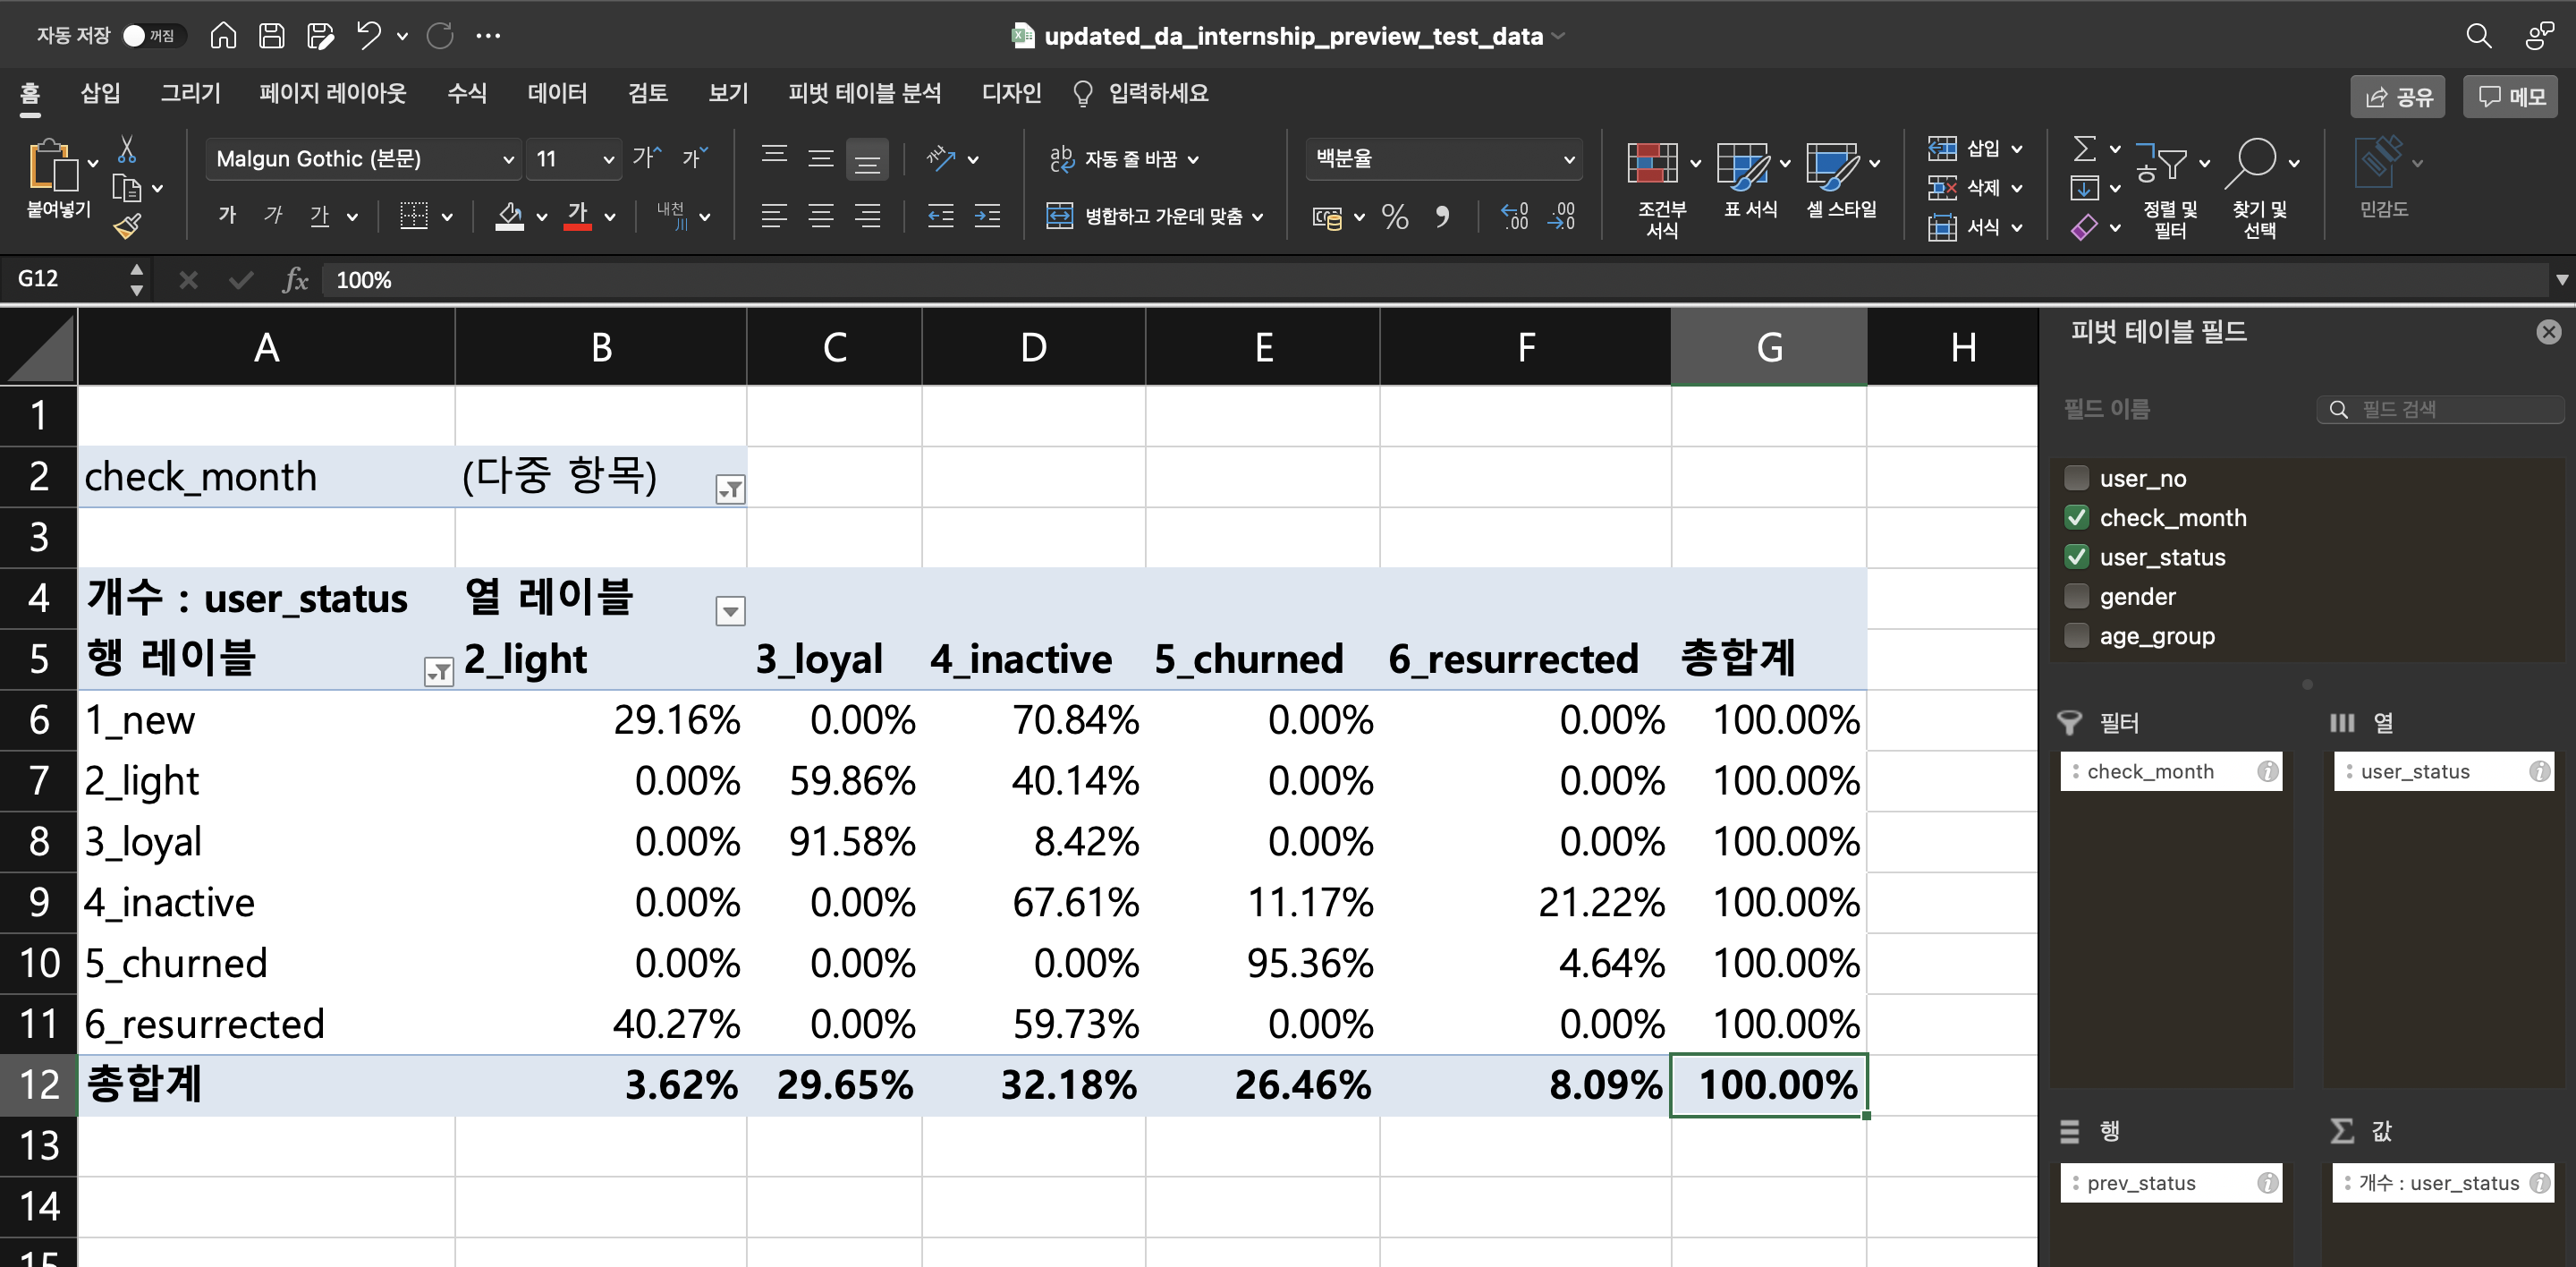 자동 저장 꺼짐 updated_da_internship_preview_test_data
홈 삽입 그리기 페이지 레이아웃 수식 데이터 검토 보기 피벗 테이블 분석 디자인 입력하세요 공유 메모
붙여넣기 Malgun Gothic (본문) 11 가 가 자동 줄 바꿈 백분율 삽입
가 가 가 가 내천 병합하고 가운데 맞춤 조건부 서식 표 서식 셀 스타일 삭제 서식 정렬 및 필터 찾기 및 선택 민감도
G12 fx 100%
A B C D E F G H
1
2 check_month (다중 항목)
3
4 개수 : user_status 열 레이블
5 행 레이블 2_light 3_loyal 4_inactive 5_churned 6_resurrected 총합계
6 1_new 29.16% 0.00% 70.84% 0.00% 0.00% 100.00%
7 2_light 0.00% 59.86% 40.14% 0.00% 0.00% 100.00%
8 3_loyal 0.00% 91.58% 8.42% 0.00% 0.00% 100.00%
9 4_inactive 0.00% 0.00% 67.61% 11.17% 21.22% 100.00%
10 5_churned 0.00% 0.00% 0.00% 95.36% 4.64% 100.00%
11 6_resurrected 40.27% 0.00% 59.73% 0.00% 0.00% 100.00%
12 총합계 3.62% 29.65% 32.18% 26.46% 8.09% 100.00%
13
14
15
피벗 테이블 필드
필드 이름 필드 검색
user_no
check_month
user_status
gender
age_group
필터 열
check_month user_status
행 값
prev_status 개수 : user_status